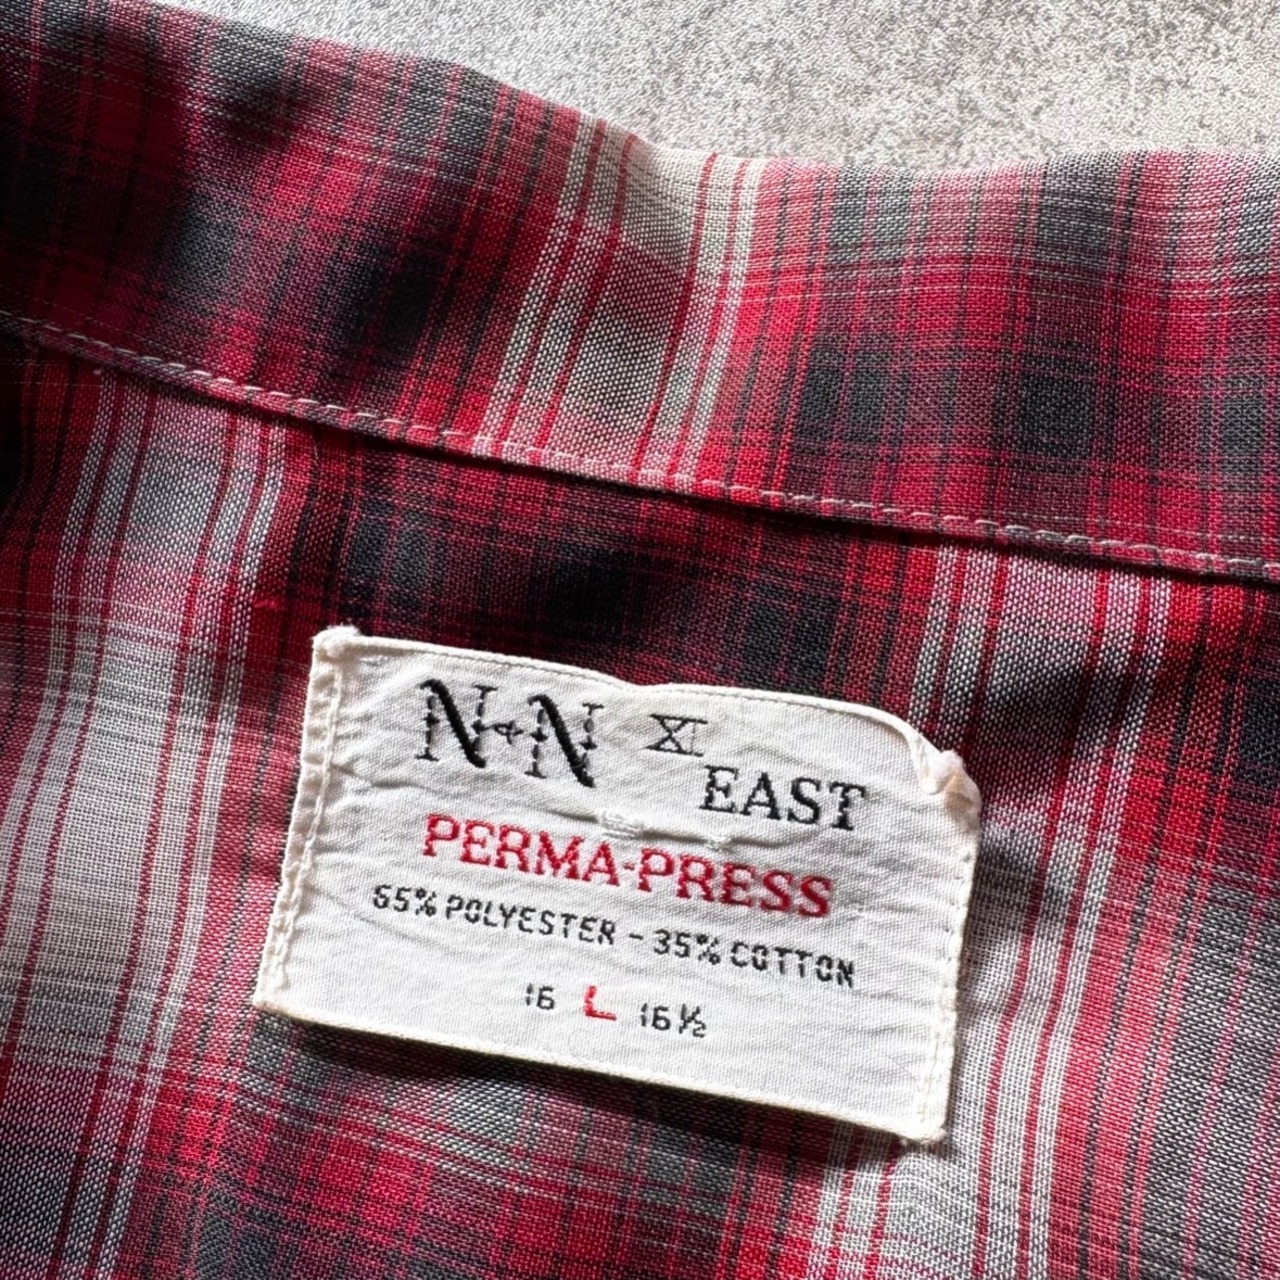 N-N XI
EAST
PERMA-PRESS
65% POLYESTER - 35% COTTON
16 L 16½